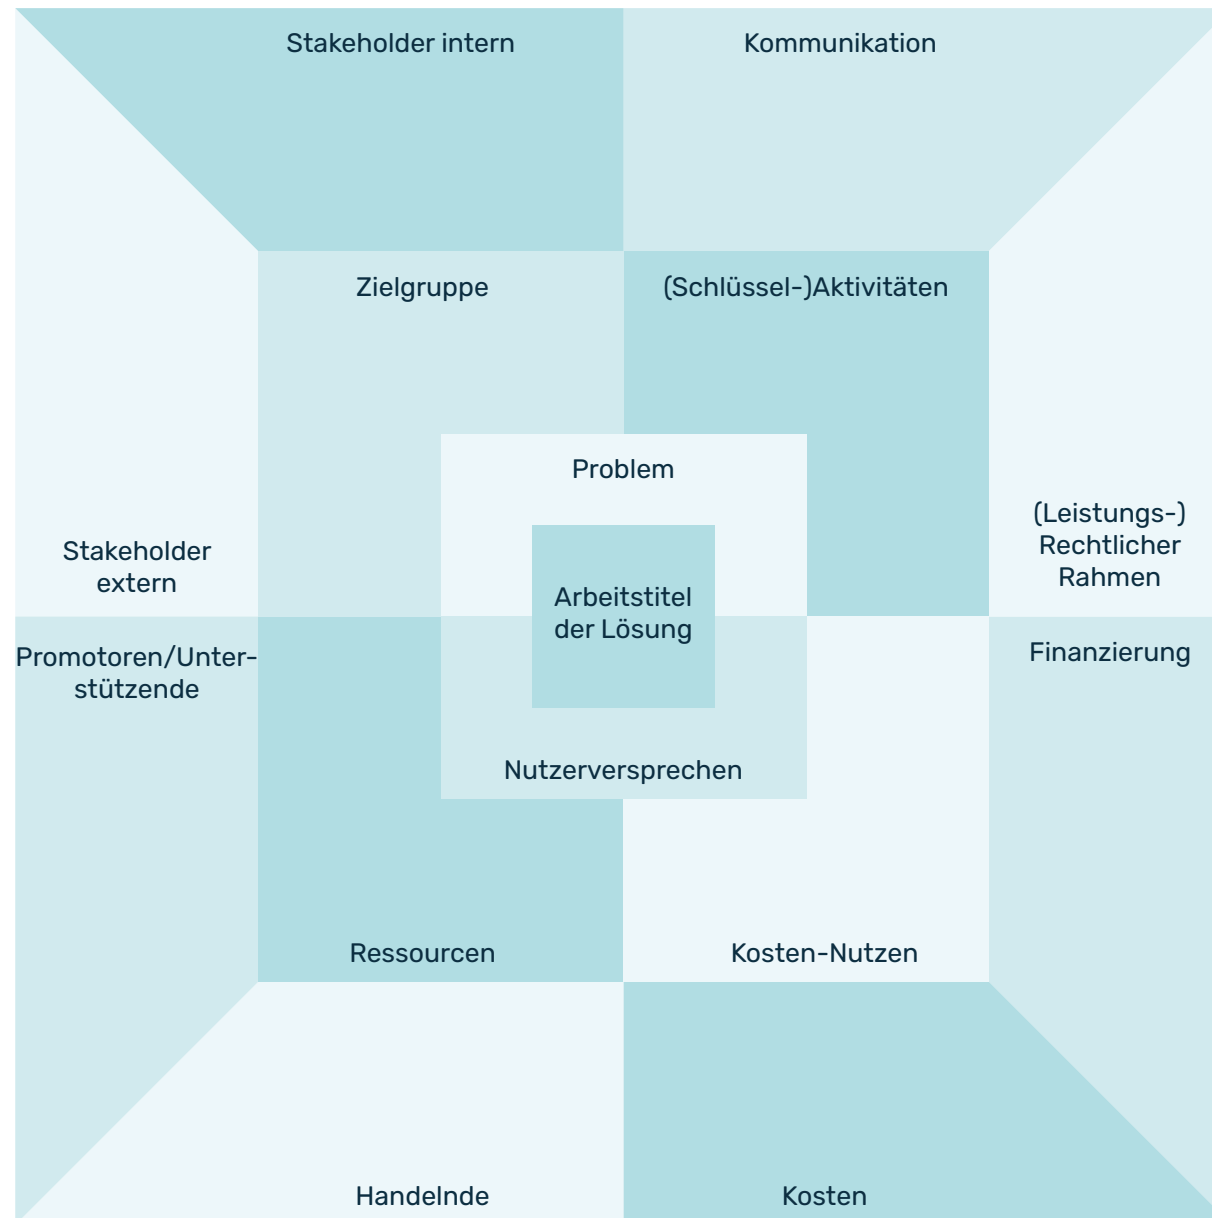 Stakeholder intern
Kommunikation
Zielgruppe
(Schlüssel-)Aktivitäten
Problem
(Leistungs-)
Rechtlicher
Rahmen
Stakeholder
extern
Arbeitstitel
der Lösung
Promotoren/Unter-
stützende
Finanzierung
Nutzerversprechen
Ressourcen
Kosten-Nutzen
Handelnde
Kosten